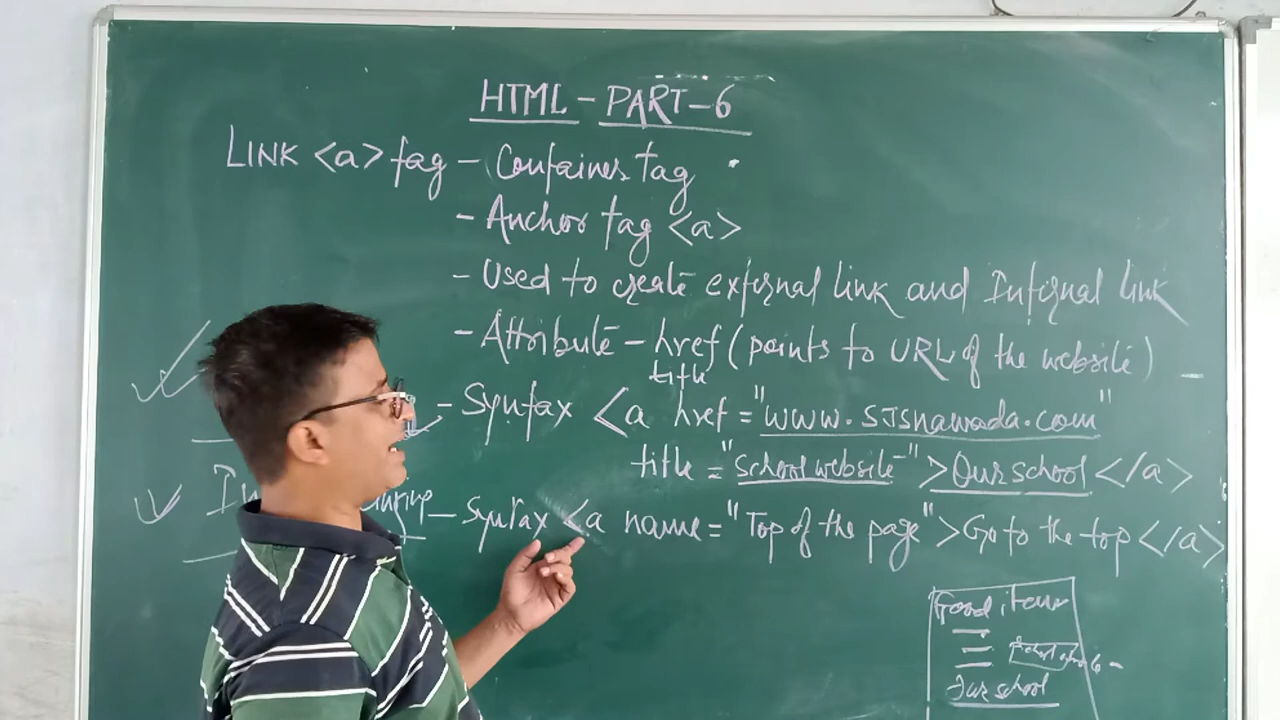 HTML - PART-6
LINK <a> tag - Container tag
- Anchor tag <a>
- Used to create external link and Internal link
- Attribute - href (points to URL of the website)
title
- Syntax <a href="www.SJSnawada.com"
title="School website">Our school</a>
- Syntax <a name="Top of the page">Go to the top</a>
Good
Our school